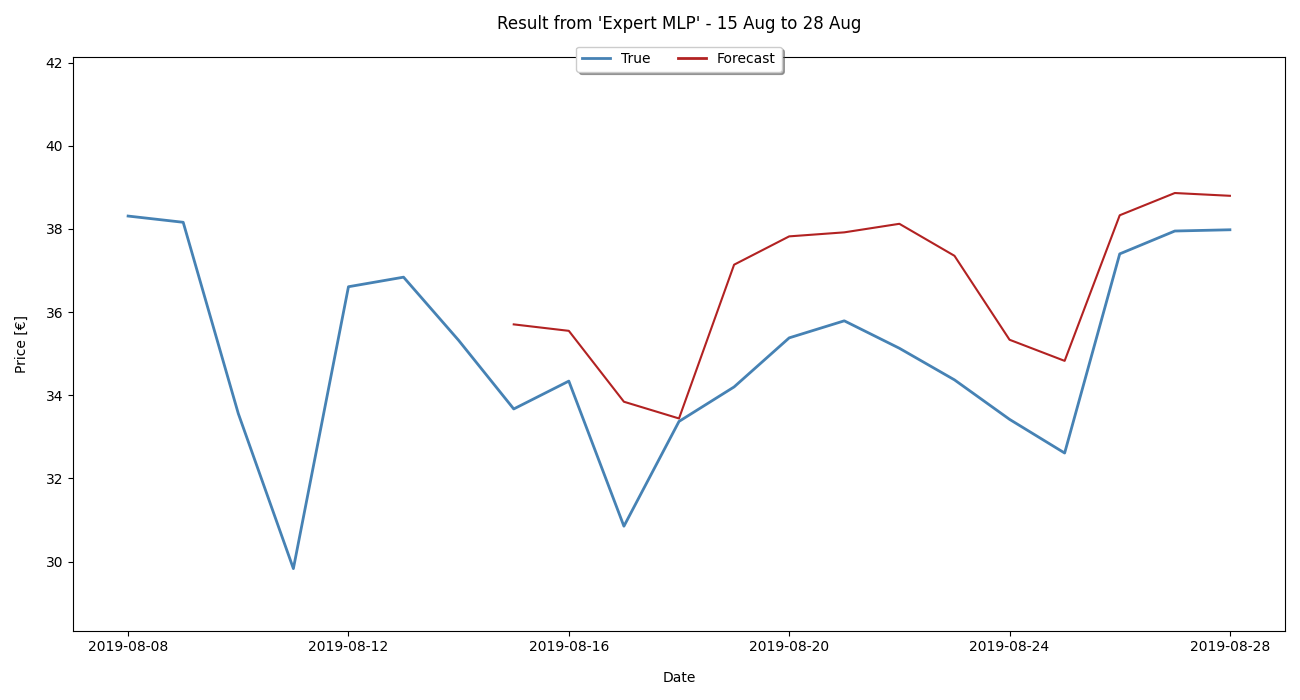 Result from 'Expert MLP' - 15 Aug to 28 Aug
True
Forecast
Price [€]
42
40
38
36
34
32
30
2019-08-08
2019-08-12
2019-08-16
2019-08-20
2019-08-24
2019-08-28
Date